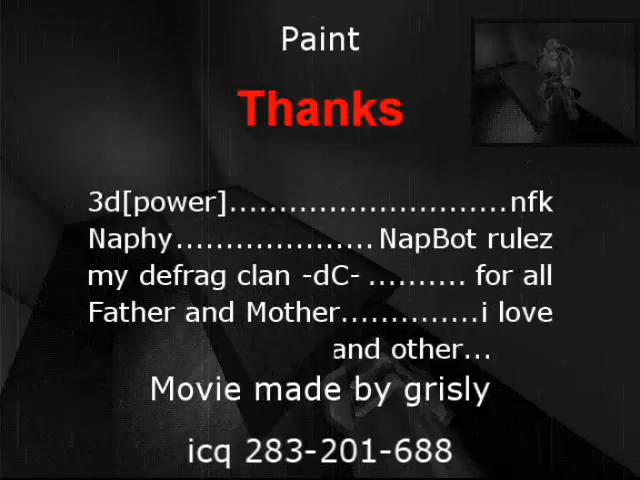 Paint
Thanks
3d[power]............................nfk
Naphy....................NapBot rulez
my defrag clan -dC- .......... for all
Father and Mother..............i love
and other...
Movie made by grisly
icq 283-201-688